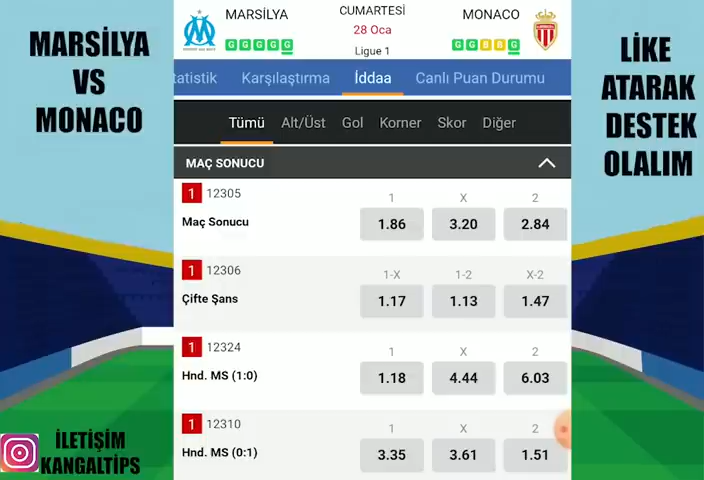 MARSİLYA
VS
MONACO
LİKE
ATARAK
DESTEK
OLALIM
İLETİŞİM
KANGALTİPS
MARSİLYA
CUMARTESİ
28 Oca
Ligue 1
MONACO
G G G G G
G G B B G
tatistik Karşılaştırma İddaa Canlı Puan Durumu
Tümü Alt/Üst Gol Korner Skor Diğer
MAÇ SONUCU
1 12305
Maç Sonucu
1 X 2
1.86 3.20 2.84
1 12306
Çifte Şans
1-X 1-2 X-2
1.17 1.13 1.47
1 12324
Hnd. MS (1:0)
1 X 2
1.18 4.44 6.03
1 12310
Hnd. MS (0:1)
1 X 2
3.35 3.61 1.51